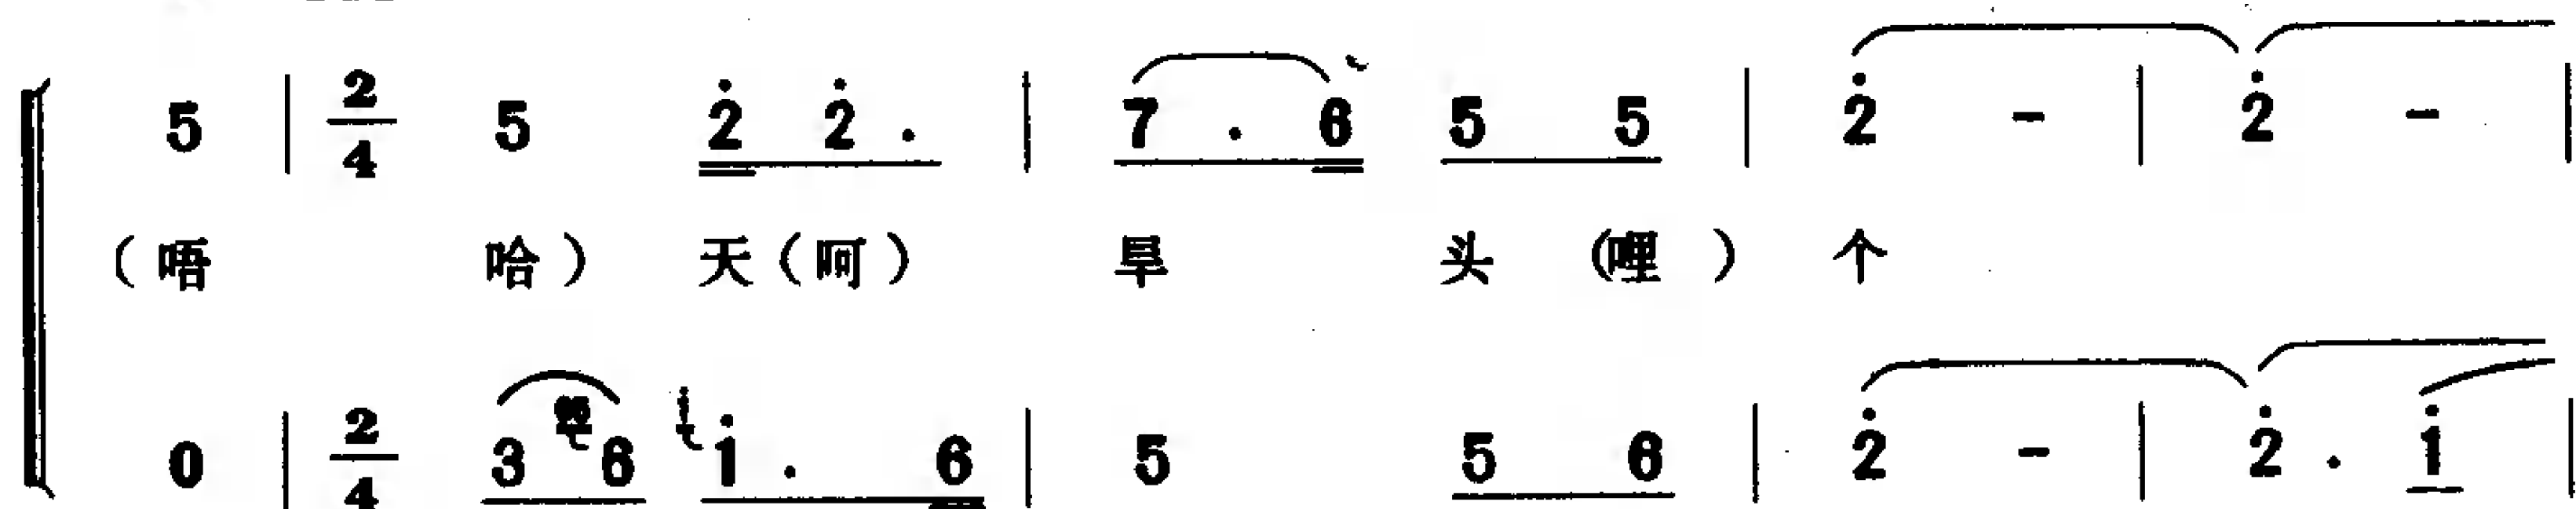 5 | 2/4 5 2̇ 2̇ . | 7 . 6 5 5 | 2̇ - | 2̇ - |
（唔 哈）天（呵） 旱 头（哩）个
0 | 2/4 3 6 1̇ . 6 | 5 5 6 | 2̇ - | 2̇ . 1̇ |